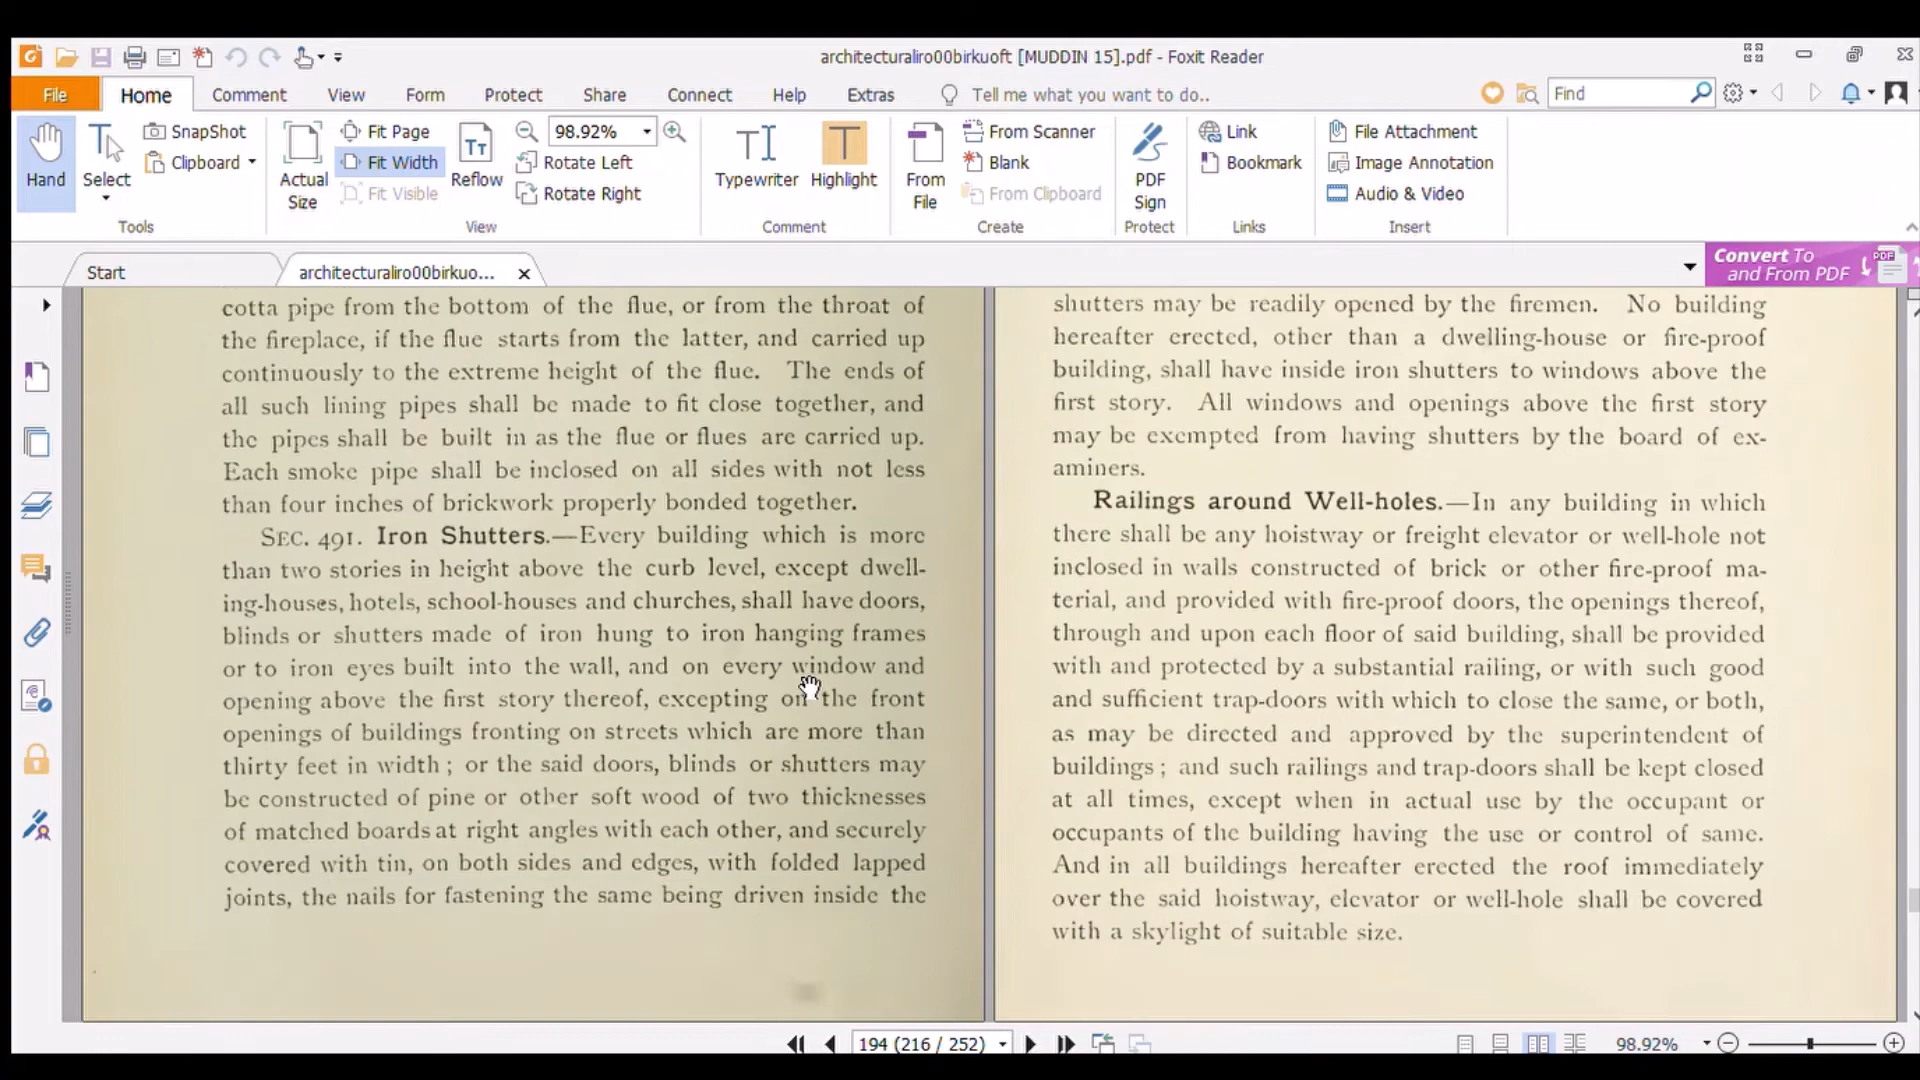 architecturaliro00birkuoft [MUDDIN 15].pdf - Foxit Reader
File
Home
Comment
View
Form
Protect
Share
Connect
Help
Extras
Tell me what you want to do..
Find
Hand
Select
SnapShot
Clipboard
Tools
Actual
Size
Fit Page
Fit Width
Fit Visible
Reflow
98.92%
Rotate Left
Rotate Right
View
Typewriter
Highlight
Comment
From
File
From Scanner
Blank
From Clipboard
Create
PDF
Sign
Protect
Link
Bookmark
Links
File Attachment
Image Annotation
Audio & Video
Insert
Start
architecturaliro00birkuo...
Convert To
and From PDF
PDF
cotta pipe from the bottom of the flue, or from the throat of
the fireplace, if the flue starts from the latter, and carried up
continuously to the extreme height of the flue. The ends of
all such lining pipes shall be made to fit close together, and
the pipes shall be built in as the flue or flues are carried up.
Each smoke pipe shall be inclosed on all sides with not less
than four inches of brickwork properly bonded together.
SEC. 491. Iron Shutters.—Every building which is more
than two stories in height above the curb level, except dwell-
ing-houses, hotels, school-houses and churches, shall have doors,
blinds or shutters made of iron hung to iron hanging frames
or to iron eyes built into the wall, and on every window and
opening above the first story thereof, excepting on the front
openings of buildings fronting on streets which are more than
thirty feet in width ; or the said doors, blinds or shutters may
be constructed of pine or other soft wood of two thicknesses
of matched boards at right angles with each other, and securely
covered with tin, on both sides and edges, with folded lapped
joints, the nails for fastening the same being driven inside the
shutters may be readily opened by the firemen. No building
hereafter erected, other than a dwelling-house or fire-proof
building, shall have inside iron shutters to windows above the
first story. All windows and openings above the first story
may be exempted from having shutters by the board of ex-
aminers.
Railings around Well-holes.—In any building in which
there shall be any hoistway or freight elevator or well-hole not
inclosed in walls constructed of brick or other fire-proof ma-
terial, and provided with fire-proof doors, the openings thereof,
through and upon each floor of said building, shall be provided
with and protected by a substantial railing, or with such good
and sufficient trap-doors with which to close the same, or both,
as may be directed and approved by the superintendent of
buildings ; and such railings and trap-doors shall be kept closed
at all times, except when in actual use by the occupant or
occupants of the building having the use or control of same.
And in all buildings hereafter erected the roof immediately
over the said hoistway, elevator or well-hole shall be covered
with a skylight of suitable size.
194 (216 / 252)
98.92%